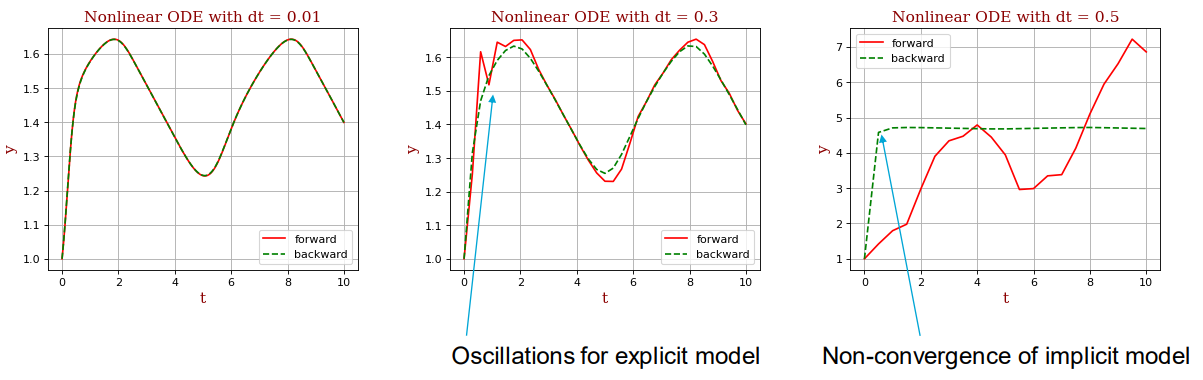 Nonlinear ODE with dt = 0.01
1.6
1.5
1.4
1.3
1.2
1.1
1.0
y
0
2
4
6
8
10
t
forward
backward
Nonlinear ODE with dt = 0.3
1.6
1.5
1.4
1.3
1.2
1.1
1.0
y
0
2
4
6
8
10
t
forward
backward
Oscillations for explicit model
Nonlinear ODE with dt = 0.5
forward
backward
7
6
5
4
3
2
1
y
0
2
4
6
8
10
t
Non-convergence of implicit model